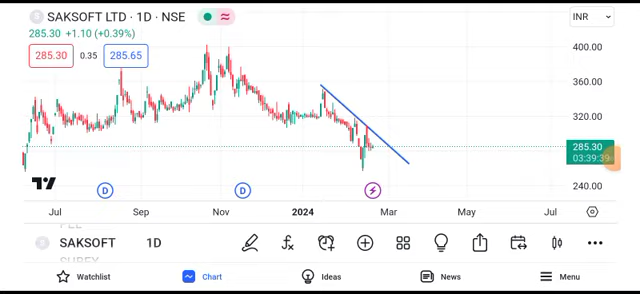 S SAKSOFT LTD · 1D · NSE
INR
285.30 +1.10 (+0.39%)
285.30 0.35 285.65
400.00
360.00
320.00
285.30
03:39:39
240.00
D D
Jul Sep Nov 2024 Mar May Jul
S SAKSOFT 1D
Watchlist Chart Ideas News Menu